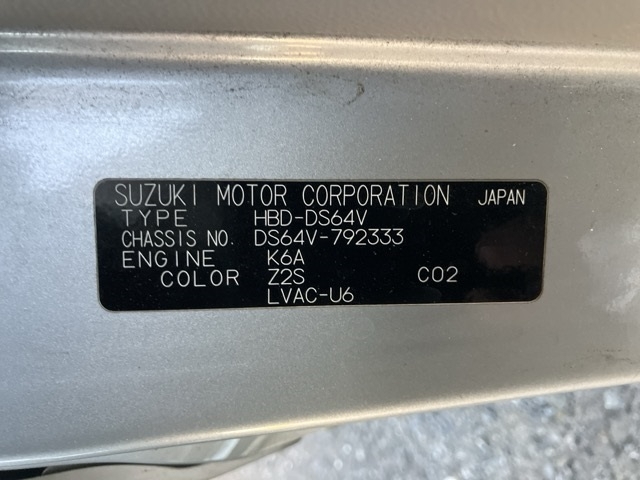 SUZUKI MOTOR CORPORATION JAPAN
TYPE HBD-DS64V
CHASSIS NO. DS64V-792333
ENGINE K6A
COLOR Z2S C02
LVAC-U6